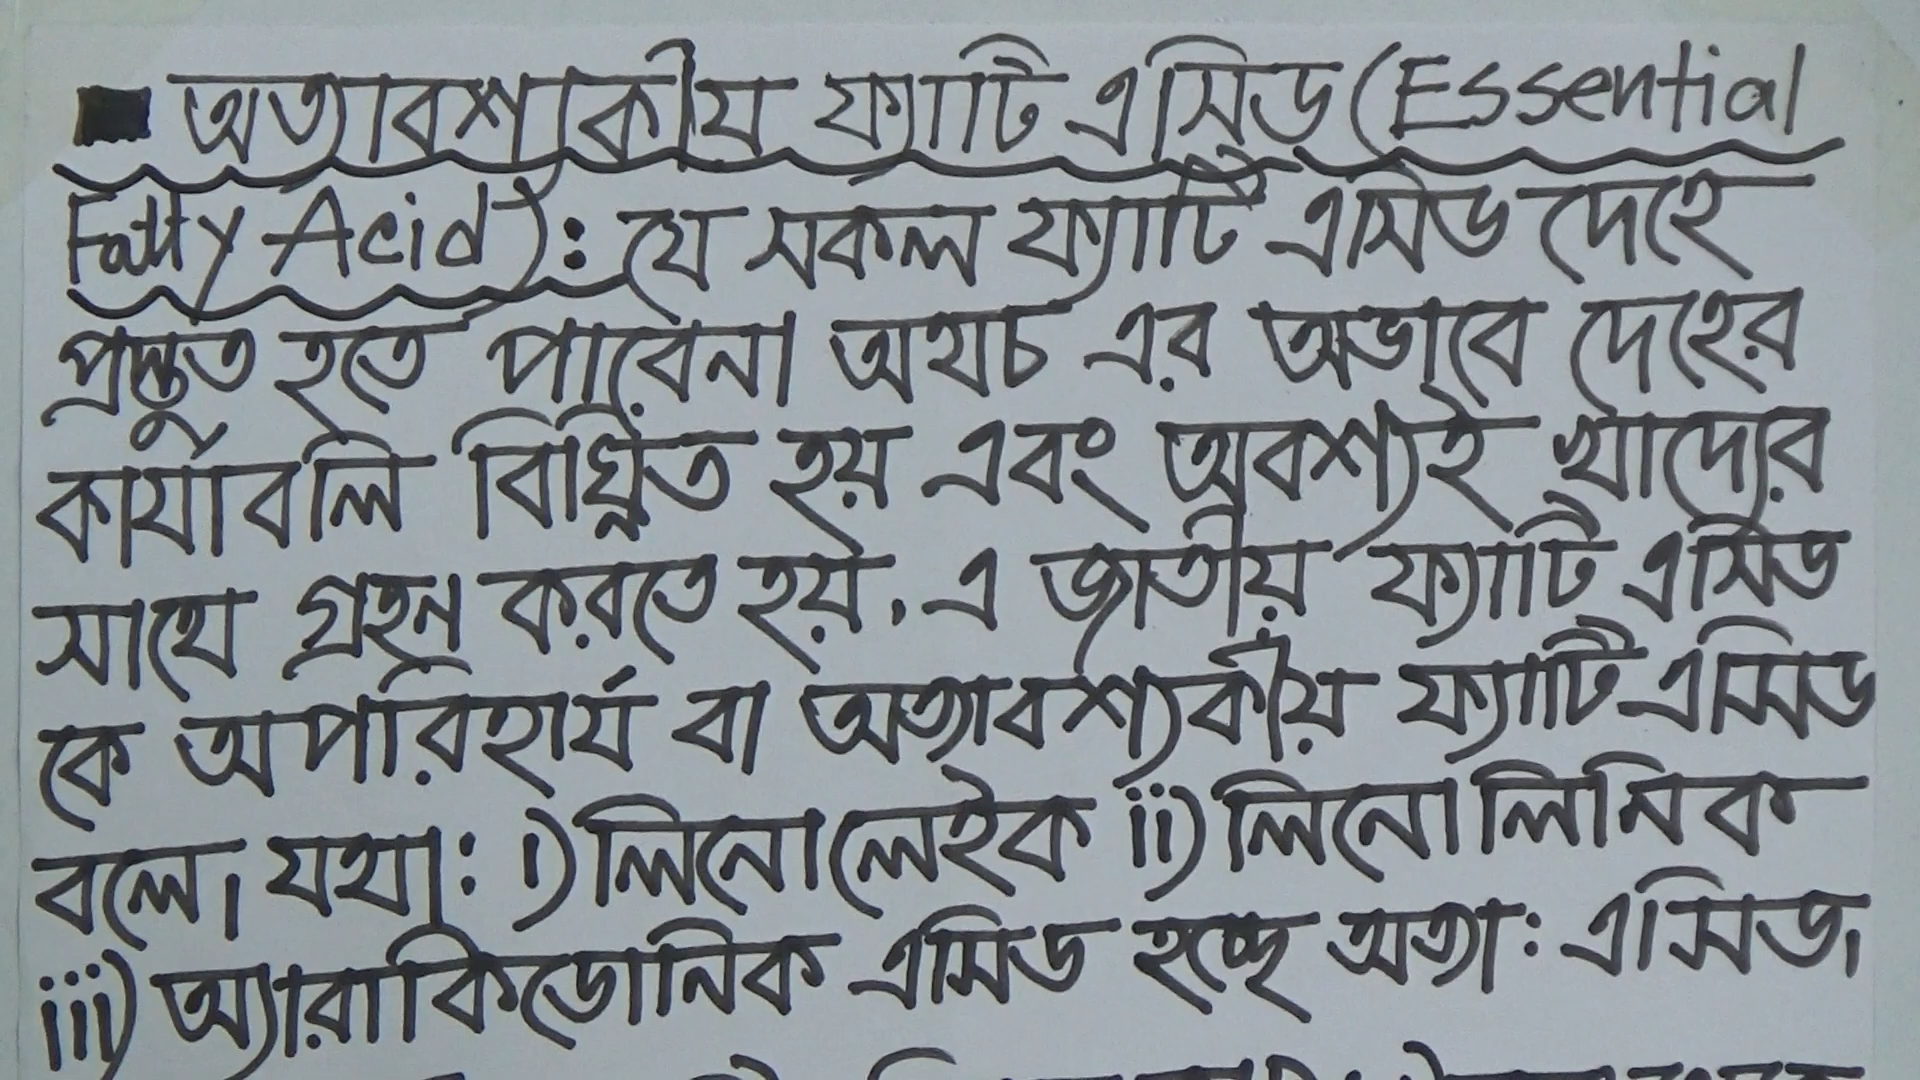 ■ অত্যাবশ্যকীয় ফ্যাটি এসিড (Essential
Fatty Acid): যে সকল ফ্যাটি এসিড দেহে
প্রস্তুত হতে পারেনা অথচ এর অভাবে দেহের
কার্যাবলি বিঘ্নিত হয় এবং অবশ্যই খাদ্যের
সাথে গ্রহন করতে হয়. এ জাতীয় ফ্যাটি এসিড
কে অপরিহার্য বা অত্যাবশ্যকীয় ফ্যাটি এসিড
বলে। যথা: i) লিনোলেইক ii) লিনোলিনিক
iii) অ্যারাকিডোনিক এসিড হচ্ছে অত্যা: এসিড।